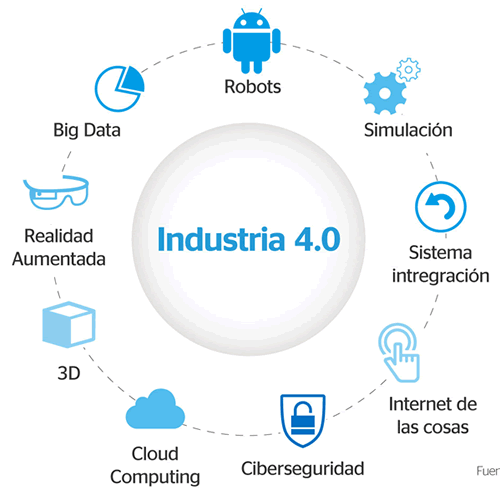 Robots
Big Data
Simulación
Industria 4.0
Realidad
Aumentada
Sistema
intregración
3D
Internet de
las cosas
Cloud
Computing
Ciberseguridad
Fuer